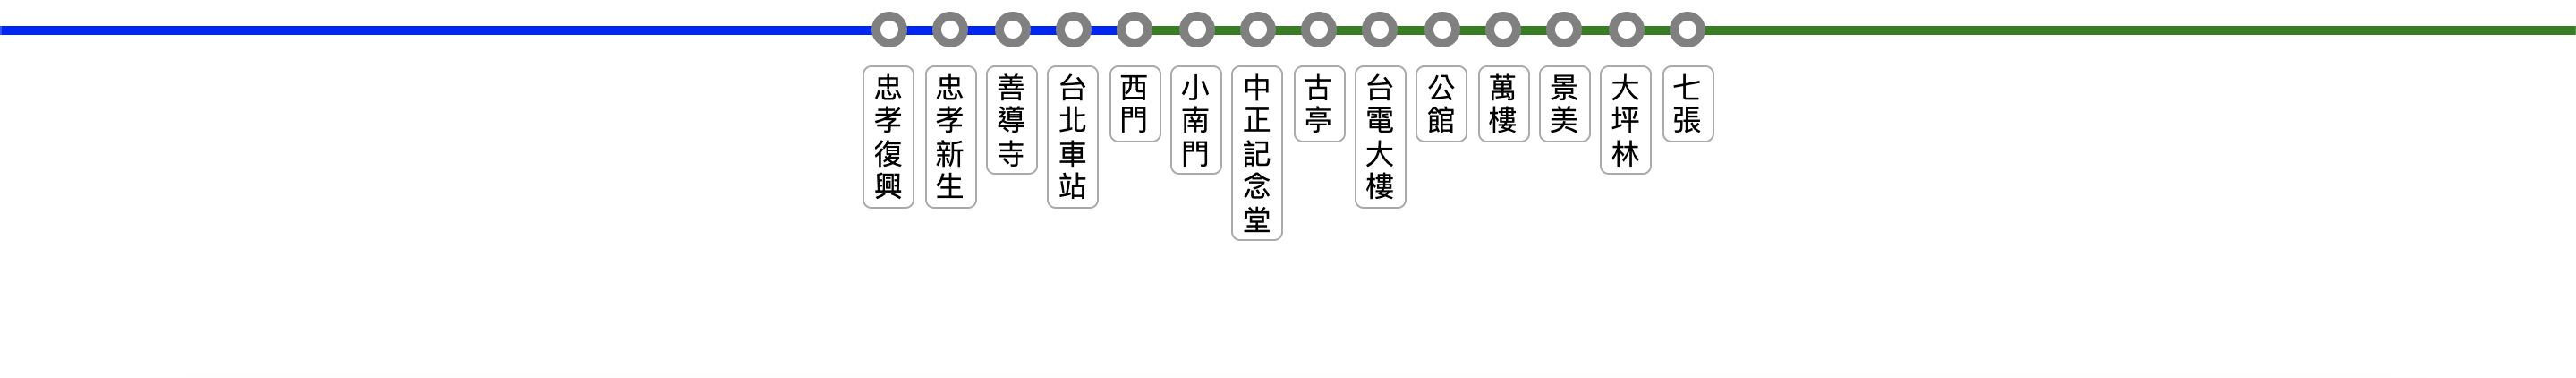 忠孝復興
忠孝新生
善導寺
台北車站
西門
小南門
中正記念堂
古亭
台電大樓
公館
萬樓
景美
大坪林
七張